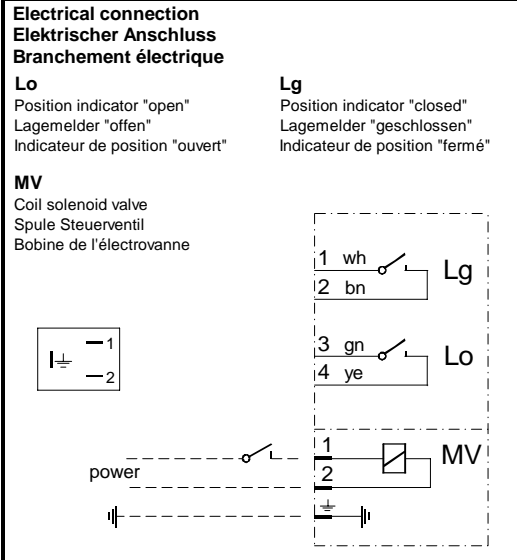 Electrical connection
Elektrischer Anschluss
Branchement électrique
Lo
Position indicator "open"
Lagemelder "offen"
Indicateur de position "ouvert"
Lg
Position indicator "closed"
Lagemelder "geschlossen"
Indicateur de position "fermé"
MV
Coil solenoid valve
Spule Steuerventil
Bobine de l'électrovanne
1 wh
2 bn
Lg
3 gn
4 ye
Lo
1
2
1
2
MV
power